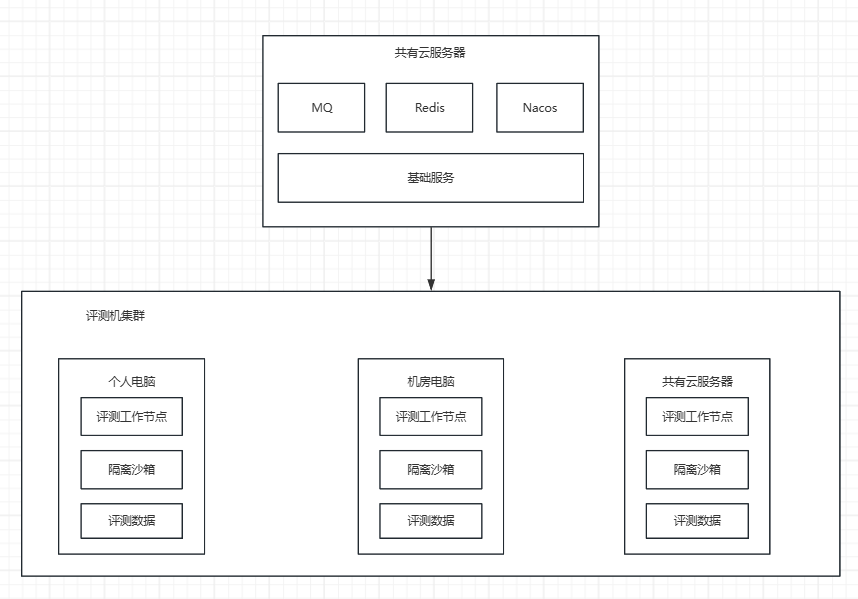 共有云服务器
MQ Redis Nacos
基础服务
评测机集群
个人电脑 机房电脑 共有云服务器
评测工作节点 评测工作节点 评测工作节点
隔离沙箱 隔离沙箱 隔离沙箱
评测数据 评测数据 评测数据